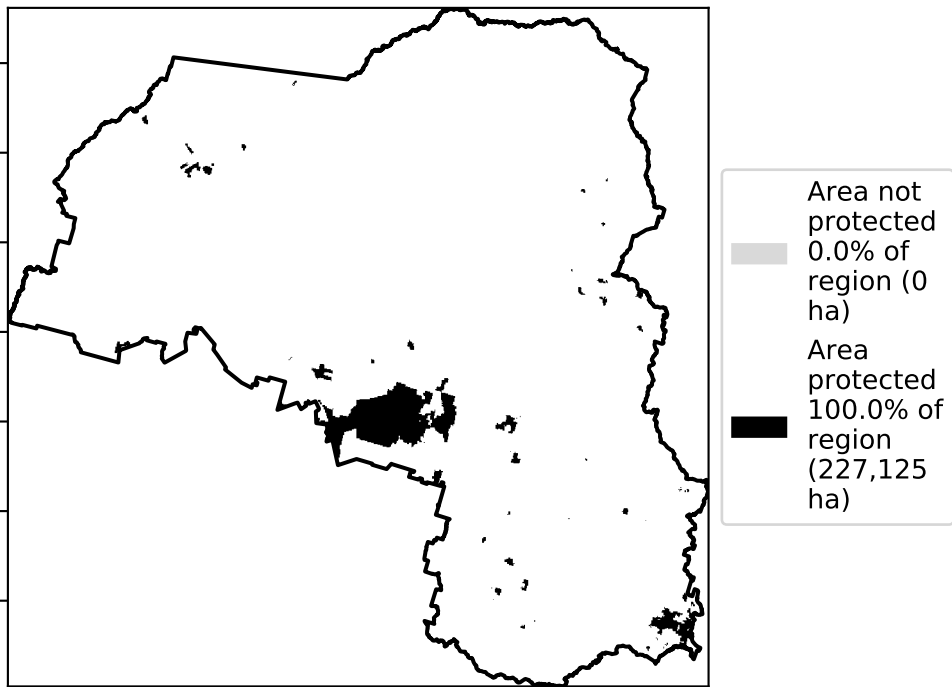 Area not
protected
0.0% of
region (0
ha)
Area
protected
100.0% of
region
(227,125
ha)